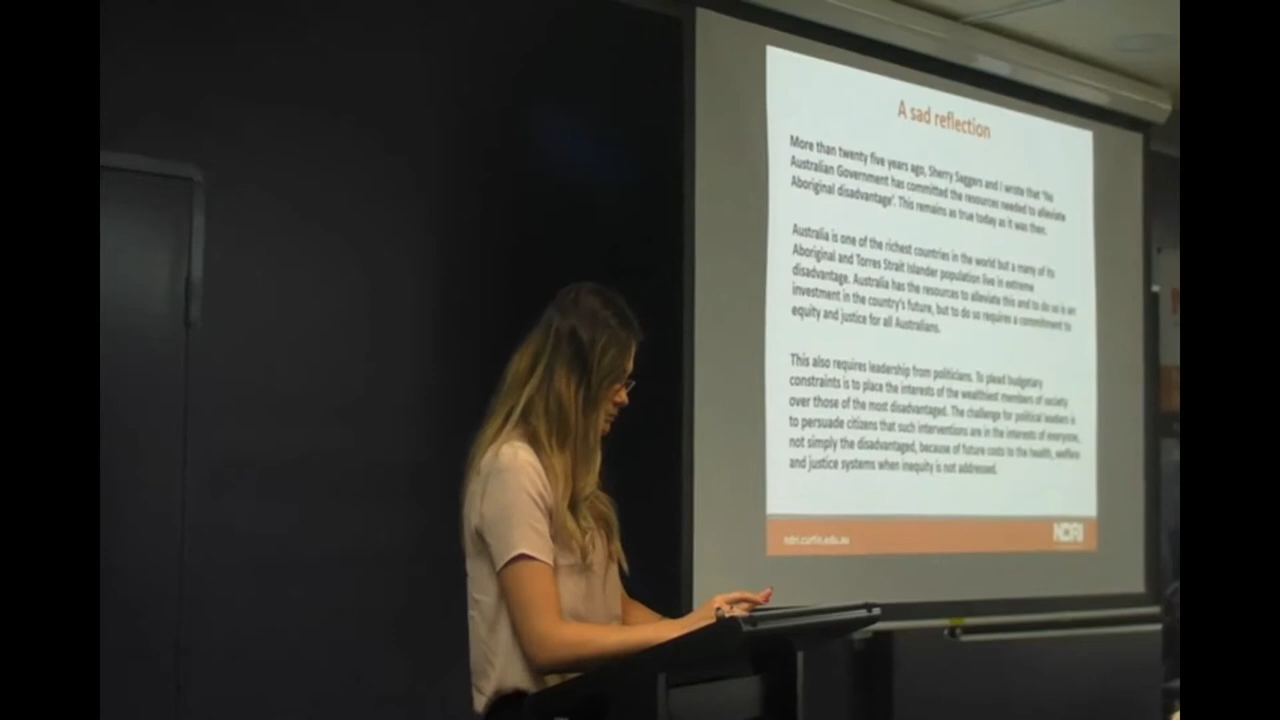 A sad reflection
More than twenty five years ago, Sherry Saggers and I wrote that 'No
Australian Government has committed the resources needed to alleviate
Aboriginal disadvantage'. This remains as true today as it was then.
Australia is one of the richest countries in the world but a many of its
Aboriginal and Torres Strait Islander population live in extreme
disadvantage. Australia has the resources to alleviate this and to do so is an
investment in the country's future, but to do so requires a commitment to
equity and justice for all Australians.
This also requires leadership from politicians. To plead budgetary
constraints is to place the interests of the wealthiest members of society
over those of the most disadvantaged. The challenge for political leaders is
to persuade citizens that such interventions are in the interests of everyone,
not simply the disadvantaged, because of future costs to the health, welfare
and justice systems when inequity is not addressed.
ndri.curtin.edu.au
NDRI